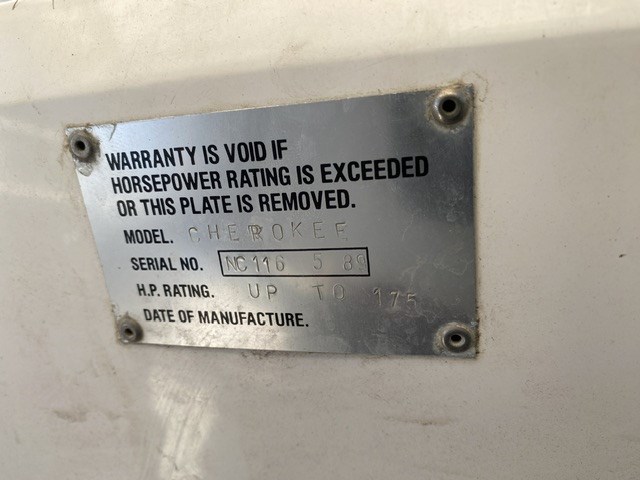 WARRANTY IS VOID IF
HORSEPOWER RATING IS EXCEEDED
OR THIS PLATE IS REMOVED.
MODEL. CHEROKEE
SERIAL NO. NC116 5 89
H.P. RATING. UP TO 175
DATE OF MANUFACTURE.